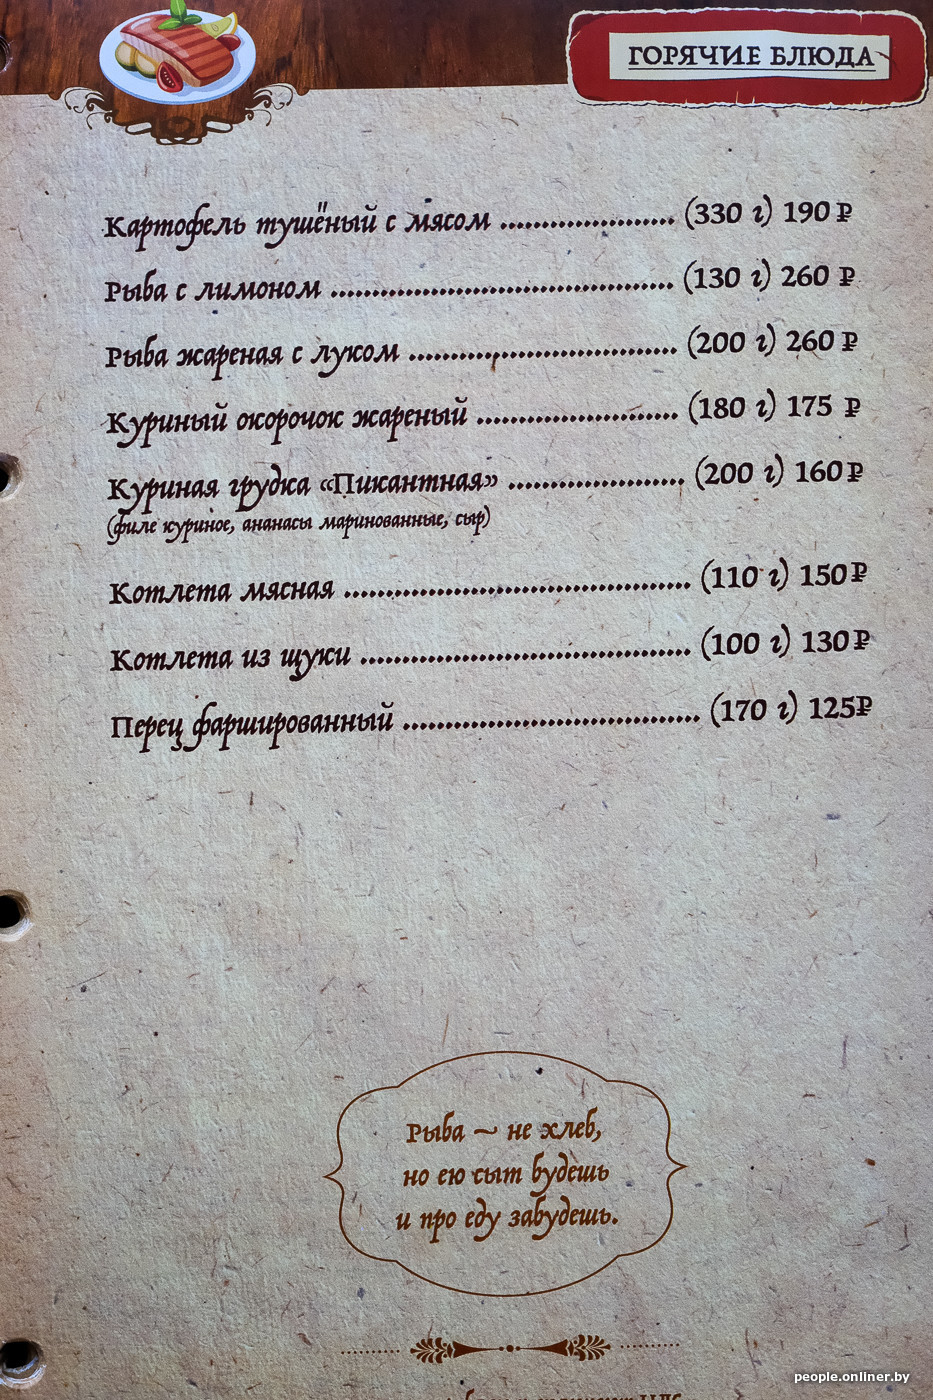 ГОРЯЧИЕ БЛЮДА
Картофель тушёный с мясом .................... (330 г) 190 ₽
Рыба с лимоном ........................................ (130 г) 260 ₽
Рыба жареная с луком ................................ (200 г) 260 ₽
Куриный окорочок жареный ........................ (180 г) 175 ₽
Куриная грудка «Пикантная» ..................... (200 г) 160 ₽
(филе куриное, ананасы маринованные, сыр)
Котлета мясная ......................................... (110 г) 150 ₽
Котлета из щуки ....................................... (100 г) 130 ₽
Перец фаршированный ................................... (170 г) 125 ₽
Рыба ~ не хлеб,
но ею сыт будешь
и про еду забудешь.
people.onliner.by